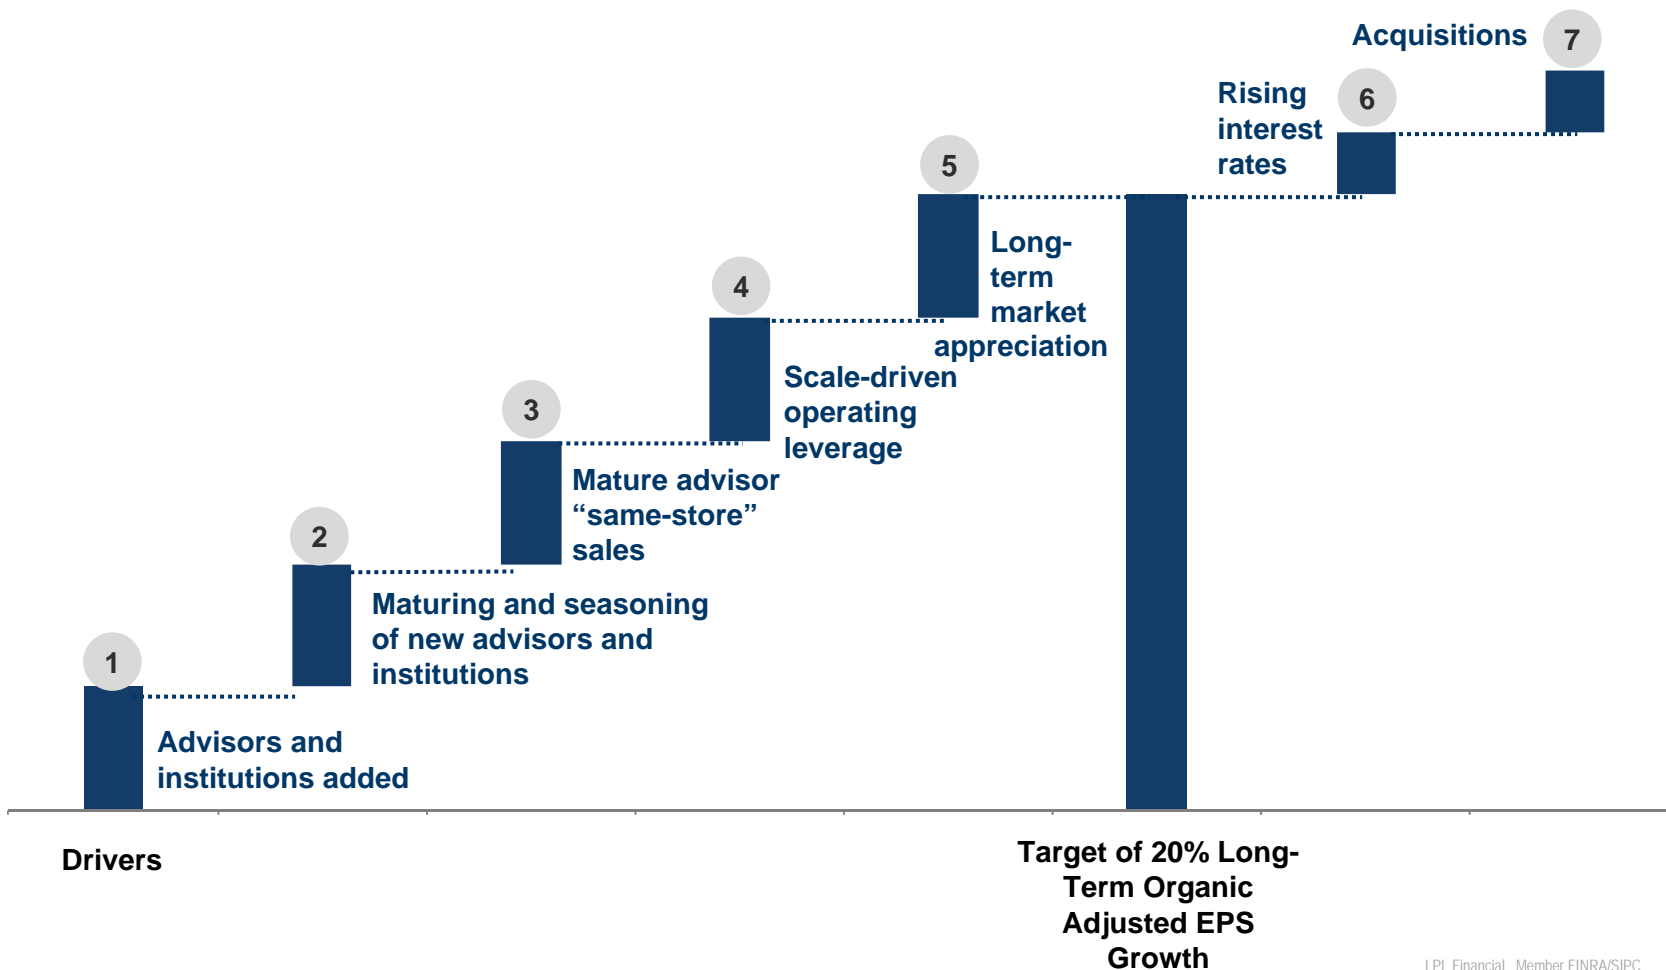 Acquisitions
7
Rising
interest
rates
6
5
Long-
term
market
appreciation
4
Scale-driven
operating
leverage
3
Mature advisor
“same-store”
sales
2
Maturing and seasoning
of new advisors and
institutions
1
Advisors and
institutions added
Drivers
Target of 20% Long-
Term Organic
Adjusted EPS
Growth
LPL Financial Member FINRA/SIPC